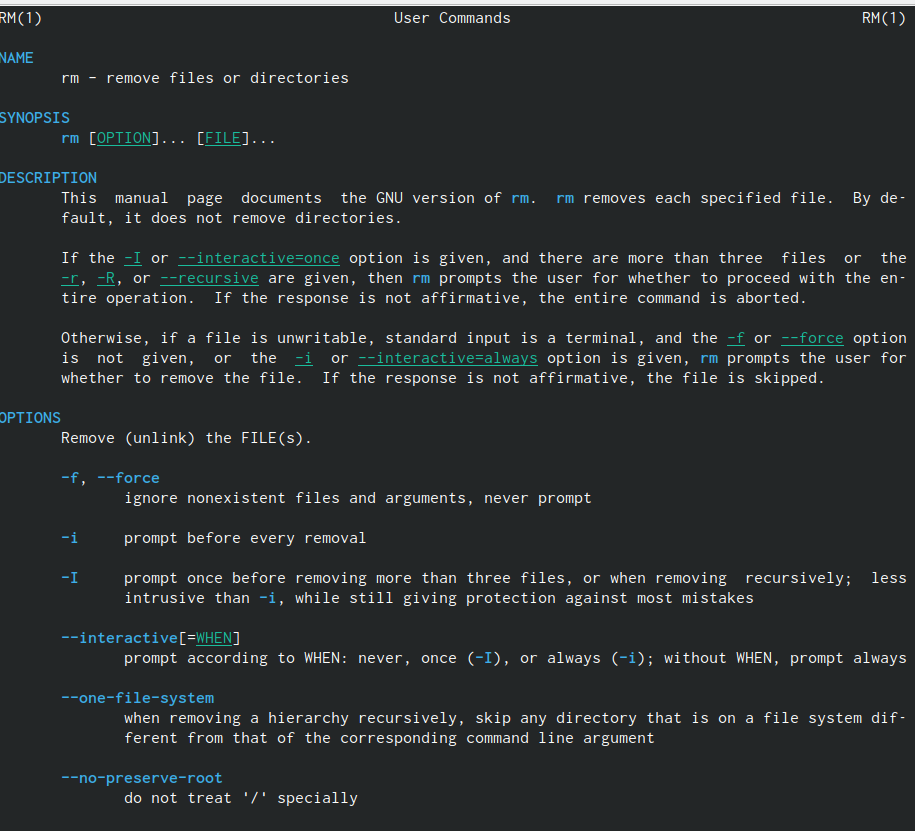 RM(1) User Commands RM(1)
NAME
rm - remove files or directories
SYNOPSIS
rm [OPTION]... [FILE]...
DESCRIPTION
This manual page documents the GNU version of rm. rm removes each specified file. By de-
fault, it does not remove directories.
If the -I or --interactive=once option is given, and there are more than three files or the
-r, -R, or --recursive are given, then rm prompts the user for whether to proceed with the en-
tire operation. If the response is not affirmative, the entire command is aborted.
Otherwise, if a file is unwritable, standard input is a terminal, and the -f or --force option
is not given, or the -i or --interactive=always option is given, rm prompts the user for
whether to remove the file. If the response is not affirmative, the file is skipped.
OPTIONS
Remove (unlink) the FILE(s).
-f, --force
ignore nonexistent files and arguments, never prompt
-i prompt before every removal
-I prompt once before removing more than three files, or when removing recursively; less
intrusive than -i, while still giving protection against most mistakes
--interactive[=WHEN]
prompt according to WHEN: never, once (-I), or always (-i); without WHEN, prompt always
--one-file-system
when removing a hierarchy recursively, skip any directory that is on a file system dif-
ferent from that of the corresponding command line argument
--no-preserve-root
do not treat '/' specially